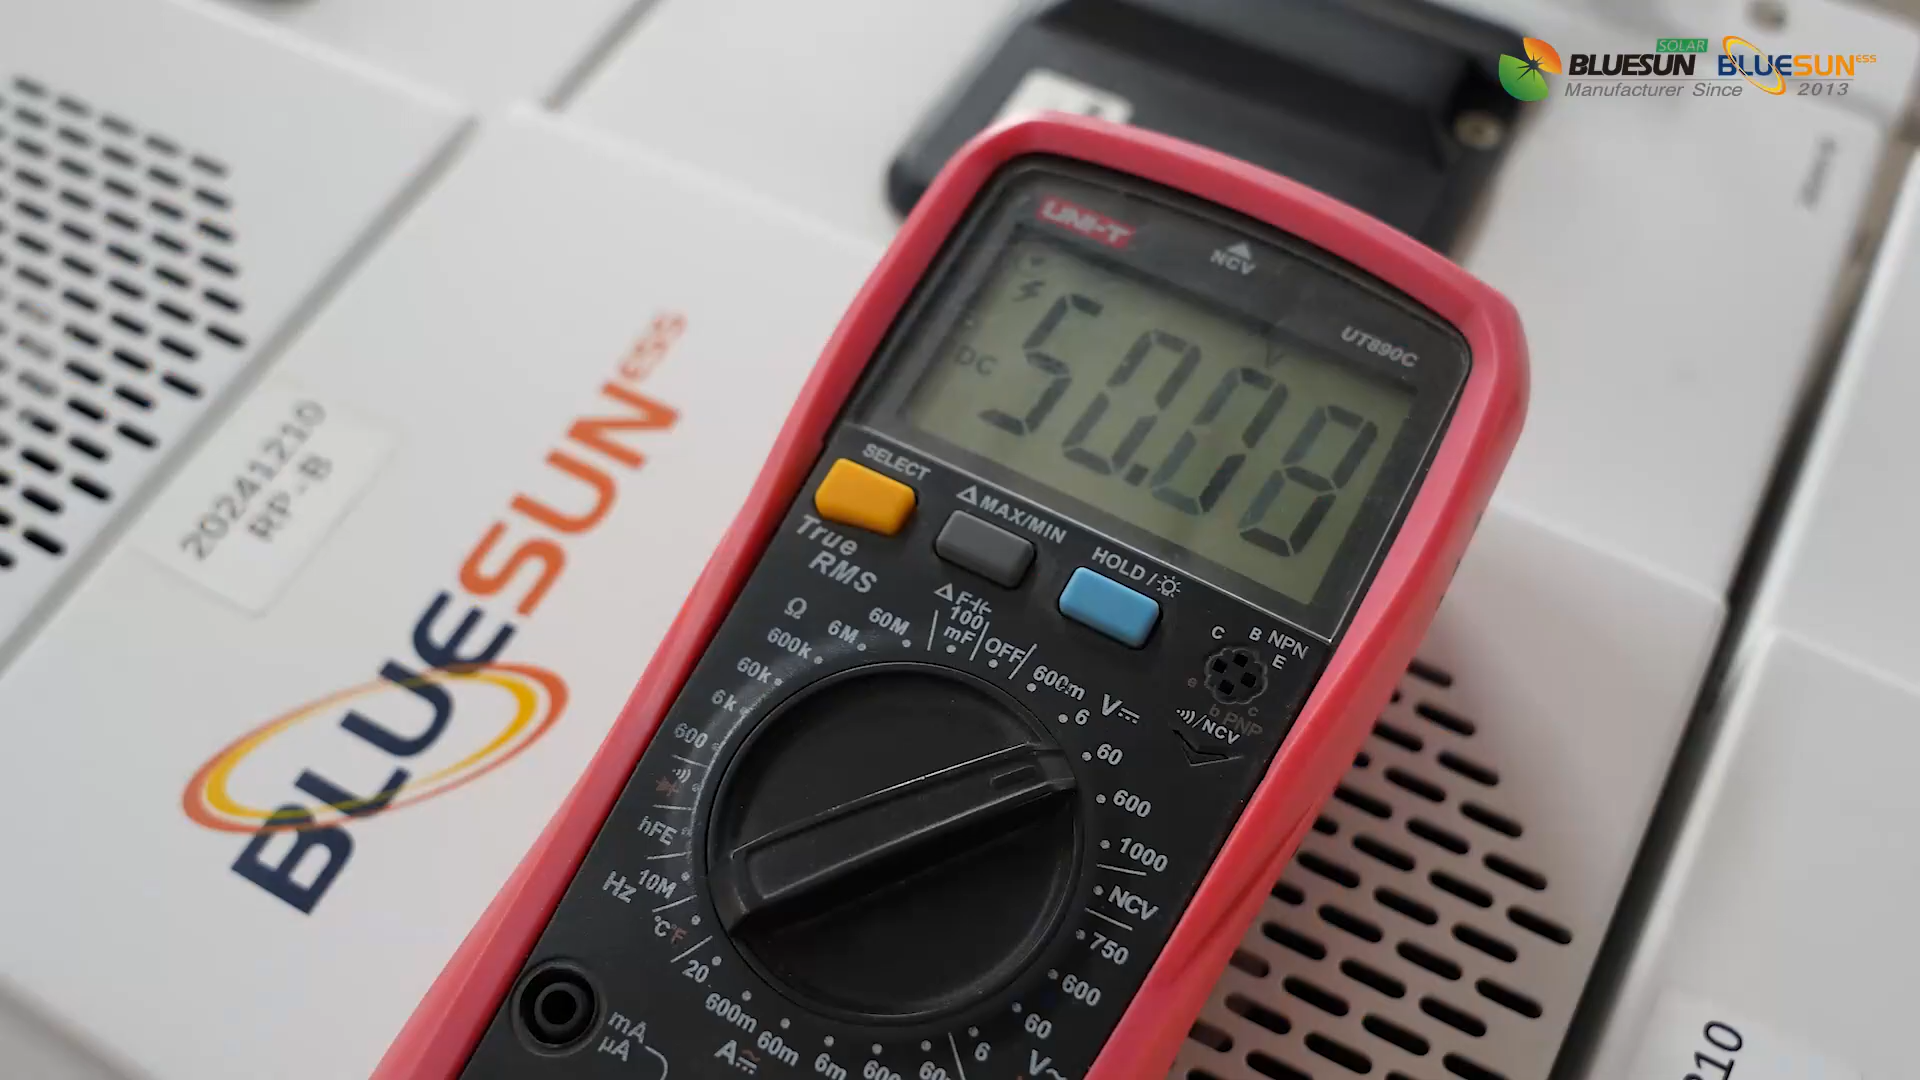 SOLAR
BLUESUN BLUESUN ESS
Manufacturer Since 2013
UNI-T
NCV
UT890C
DC
V
50.08
SELECT
MAX/MIN
HOLD /
True
RMS
20241210
RP-B
BLUESUN ESS
Ω
600k
6M
60M
100
mF
OFF
600m
V
6
60
600
1000
NCV
750
600
60
6
V~
60k
6k
600
hFE
Hz
10M
°C°F
20
600m
60m
6m
A
mA
μA
C B NPN
E
e
b PNP
c
/NCV
210